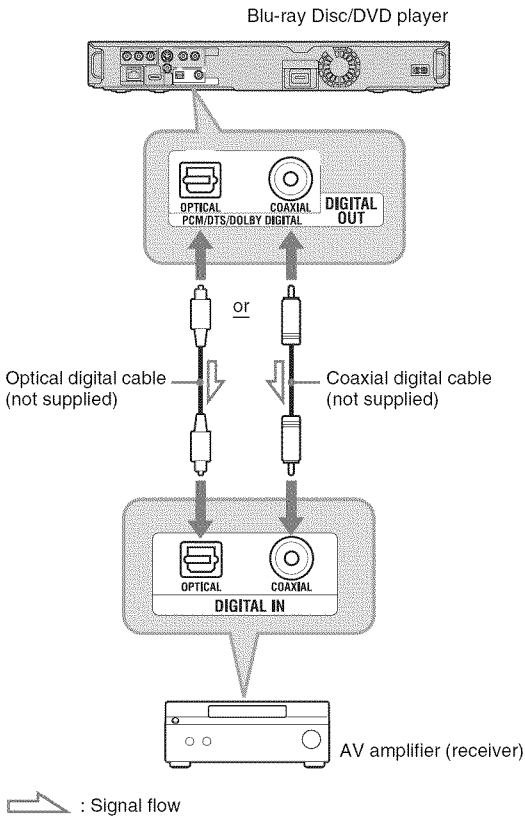 Blu-ray Disc/DVD player
OPTICAL
COAXIAL
PCM/DTS/DOLBY DIGITAL
DIGITAL
OUT
or
Optical digital cable
(not supplied)
Coaxial digital cable
(not supplied)
OPTICAL
COAXIAL
DIGITAL IN
AV amplifier (receiver)
: Signal flow